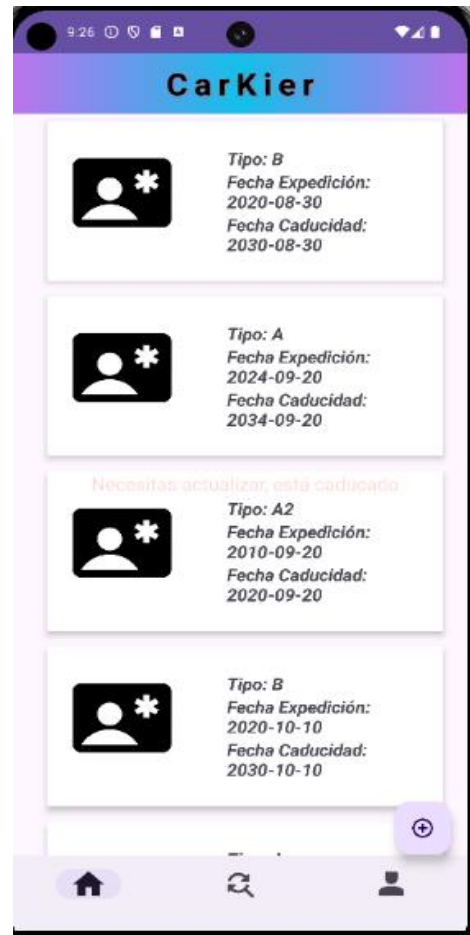 9:26
CarKier
Tipo: B
Fecha Expedición:
2020-08-30
Fecha Caducidad:
2030-08-30
Tipo: A
Fecha Expedición:
2024-09-20
Fecha Caducidad:
2034-09-20
Necesitas actualizar, está caducado
Tipo: A2
Fecha Expedición:
2010-09-20
Fecha Caducidad:
2020-09-20
Tipo: B
Fecha Expedición:
2020-10-10
Fecha Caducidad:
2030-10-10